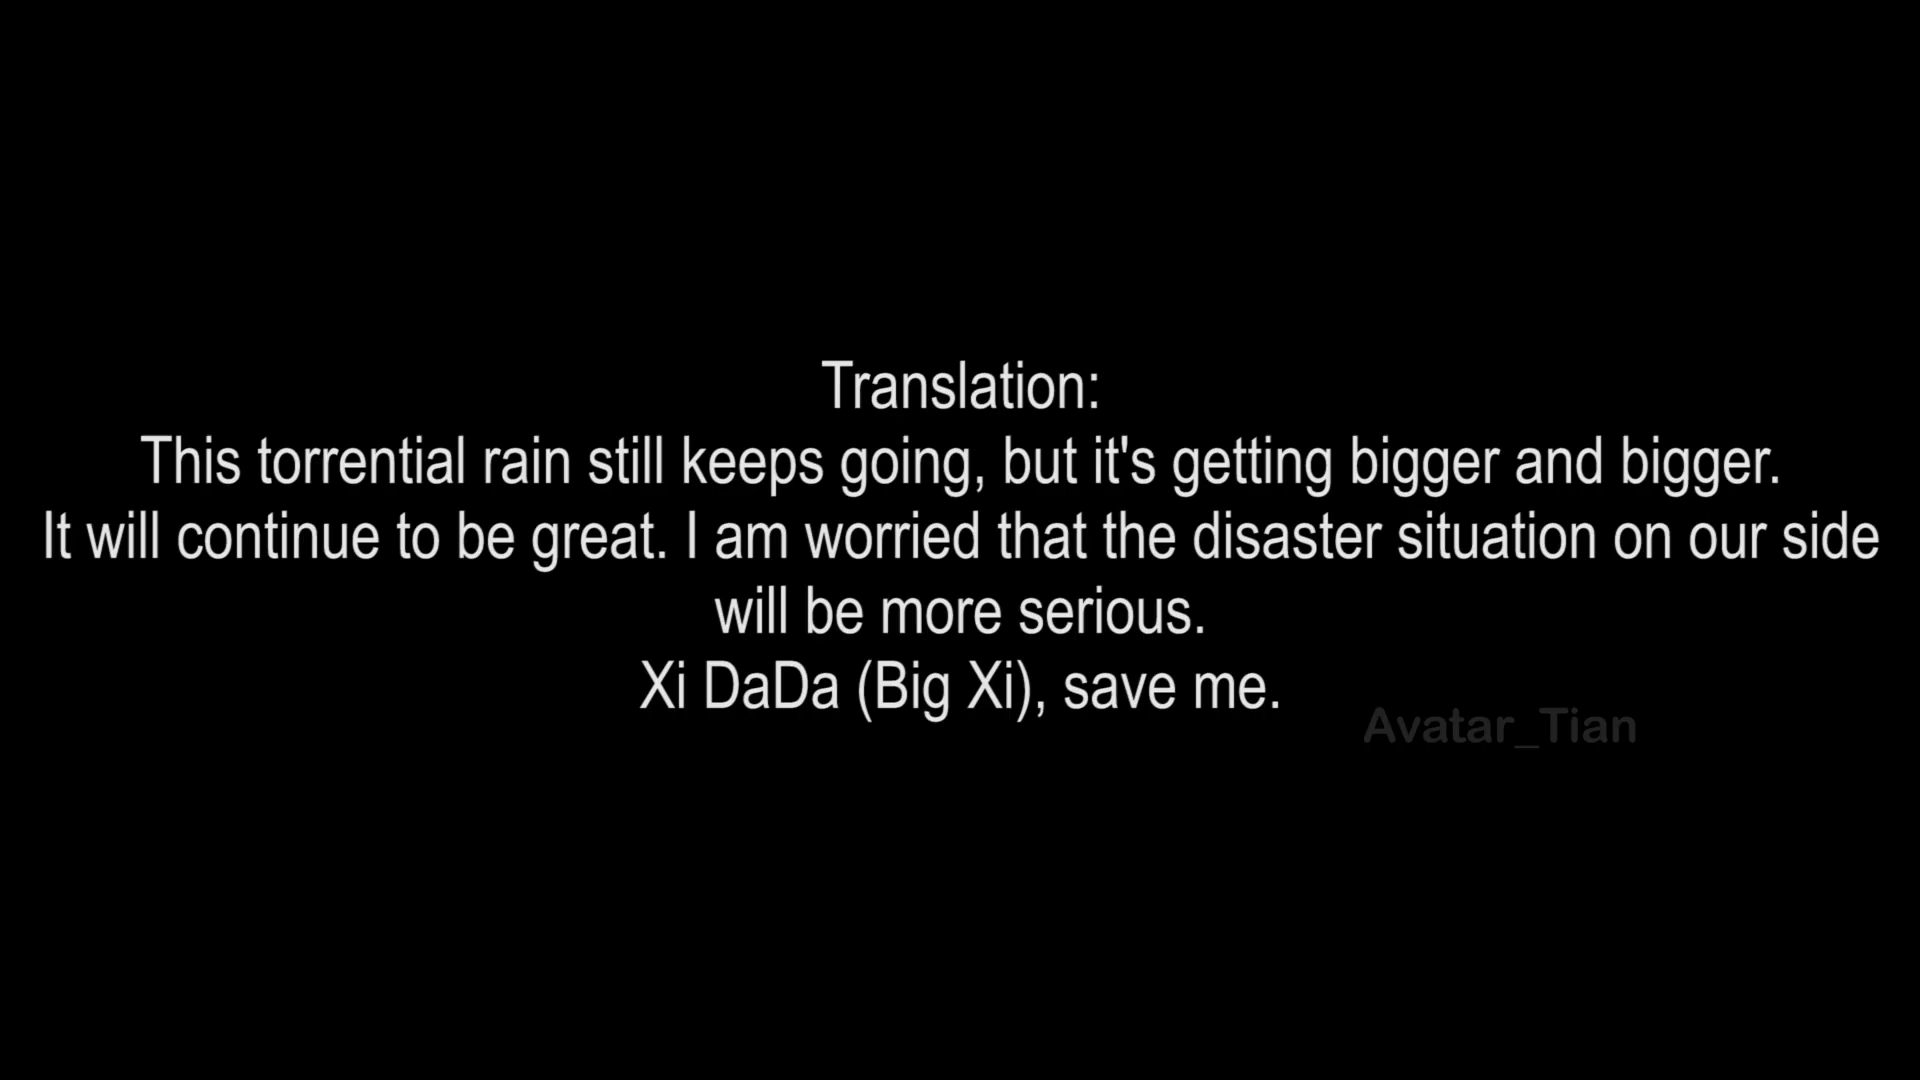 Translation:
This torrential rain still keeps going, but it's getting bigger and bigger.
It will continue to be great. I am worried that the disaster situation on our side
will be more serious.
Xi DaDa (Big Xi), save me.
Avatar_Tian